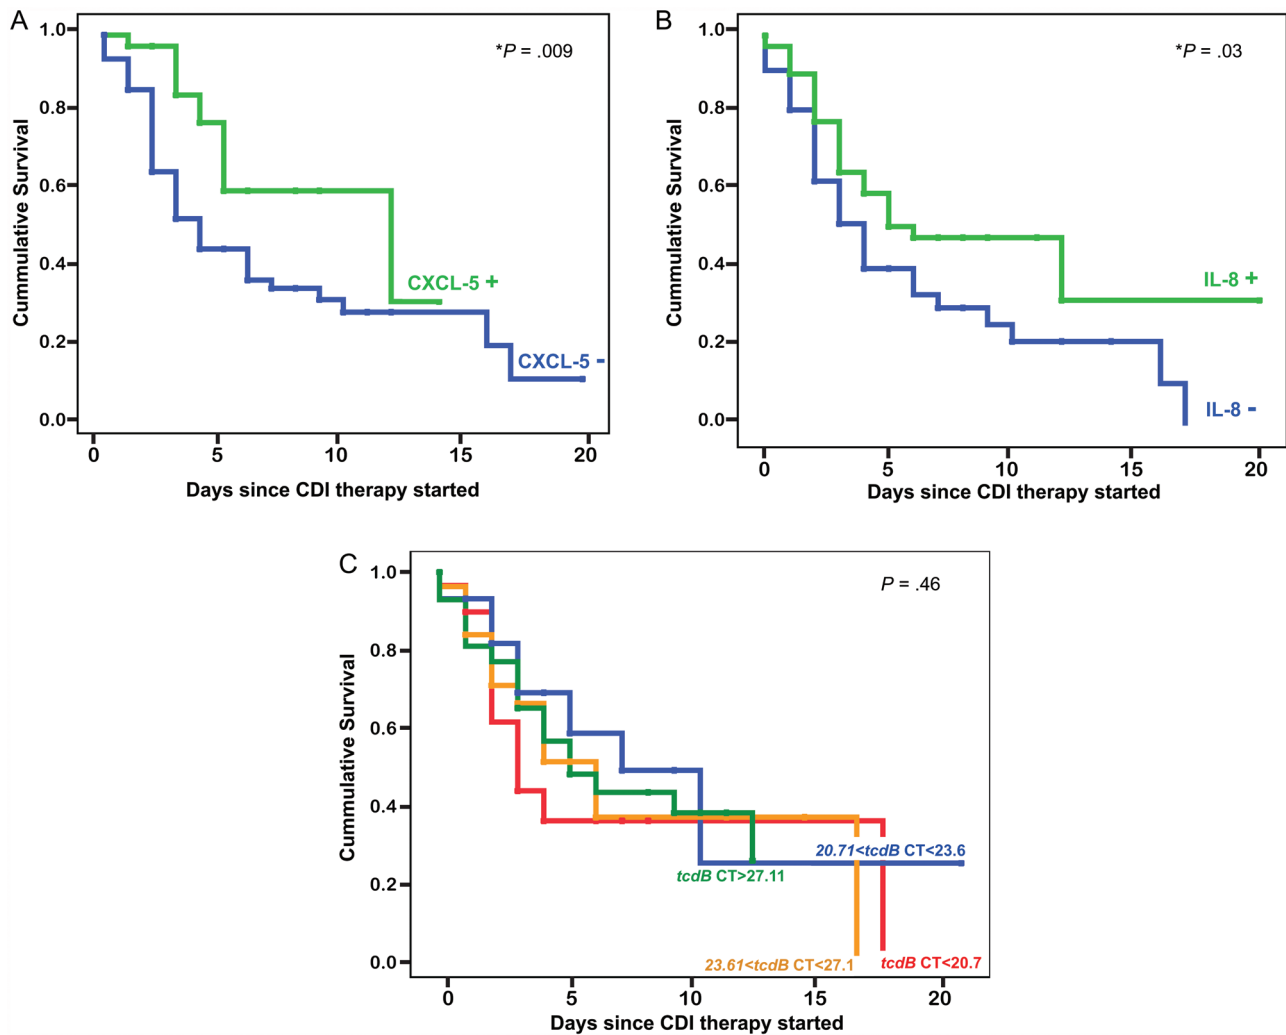 A
*P = .009
1.0
0.8
0.6
0.4
0.2
0.0
Cummulative Survival
CXCL-5 +
CXCL-5 -
0 5 10 15 20
Days since CDI therapy started
B
*P = .03
1.0
0.8
0.6
0.4
0.2
0.0
Cummulative Survival
IL-8 +
IL-8 -
0 5 10 15 20
Days since CDI therapy started
C
P = .46
1.0
0.8
0.6
0.4
0.2
0.0
Cummulative Survival
20.71<tcdB CT<23.6
tcdB CT>27.11
23.61<tcdB CT<27.1
tcdB CT<20.7
0 5 10 15 20
Days since CDI therapy started